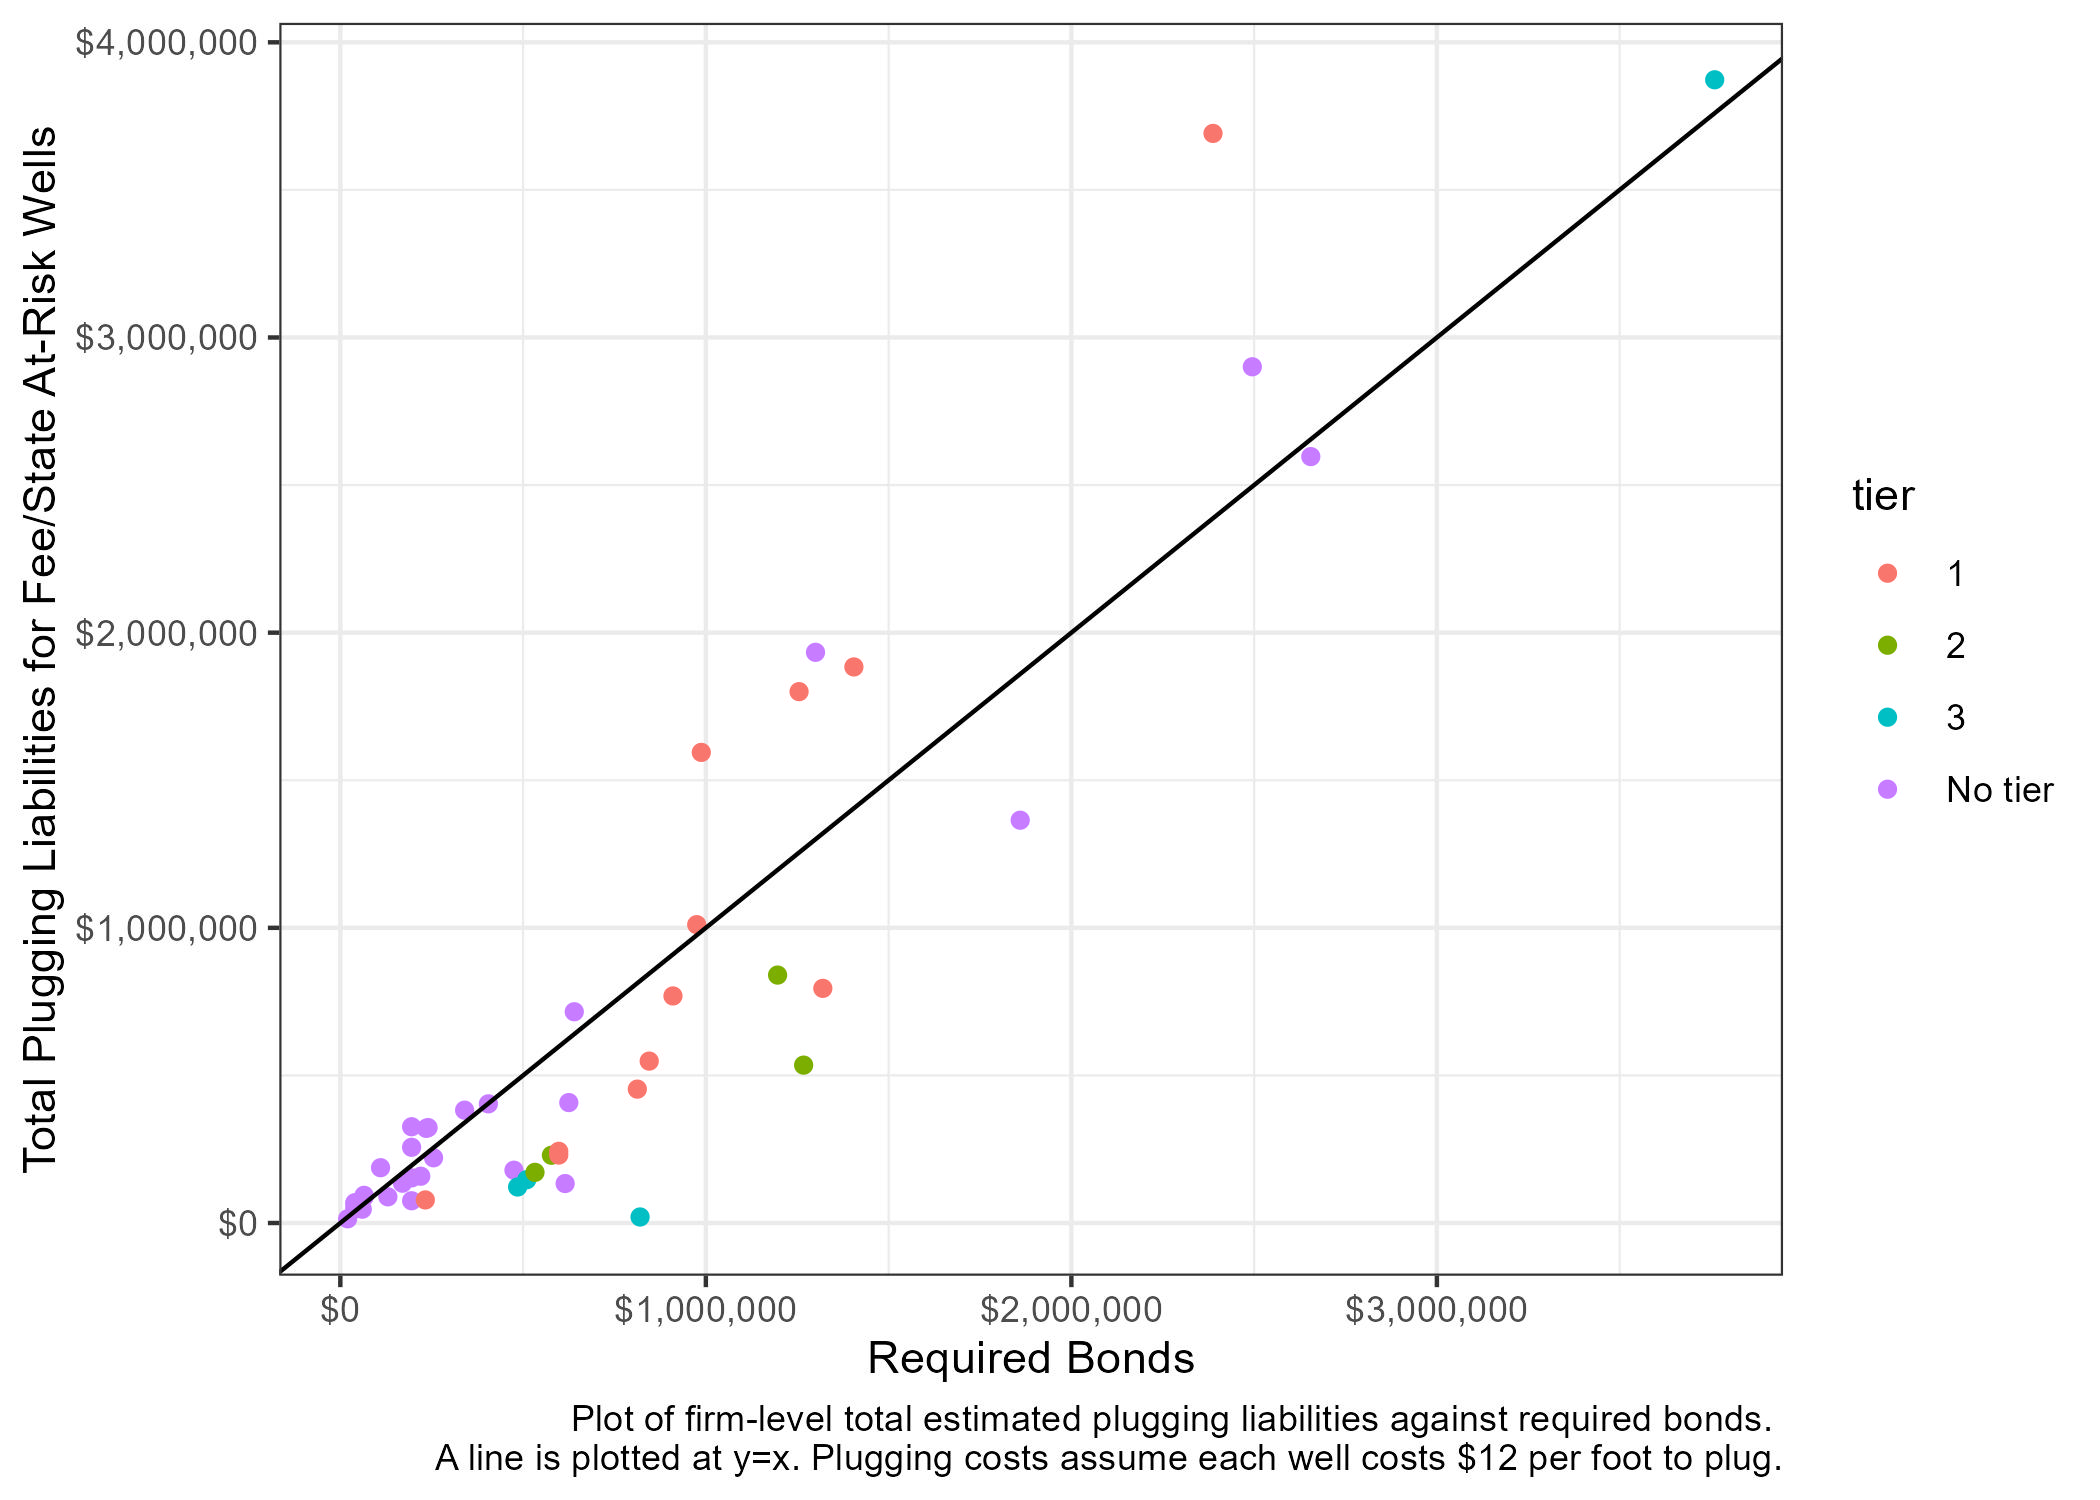 Total Plugging Liabilities for Fee/State At-Risk Wells
$4,000,000
$3,000,000
$2,000,000
$1,000,000
$0
$0
$1,000,000
$2,000,000
$3,000,000
Required Bonds
tier
1
2
3
No tier
Plot of firm-level total estimated plugging liabilities against required bonds.
A line is plotted at y=x. Plugging costs assume each well costs $12 per foot to plug.